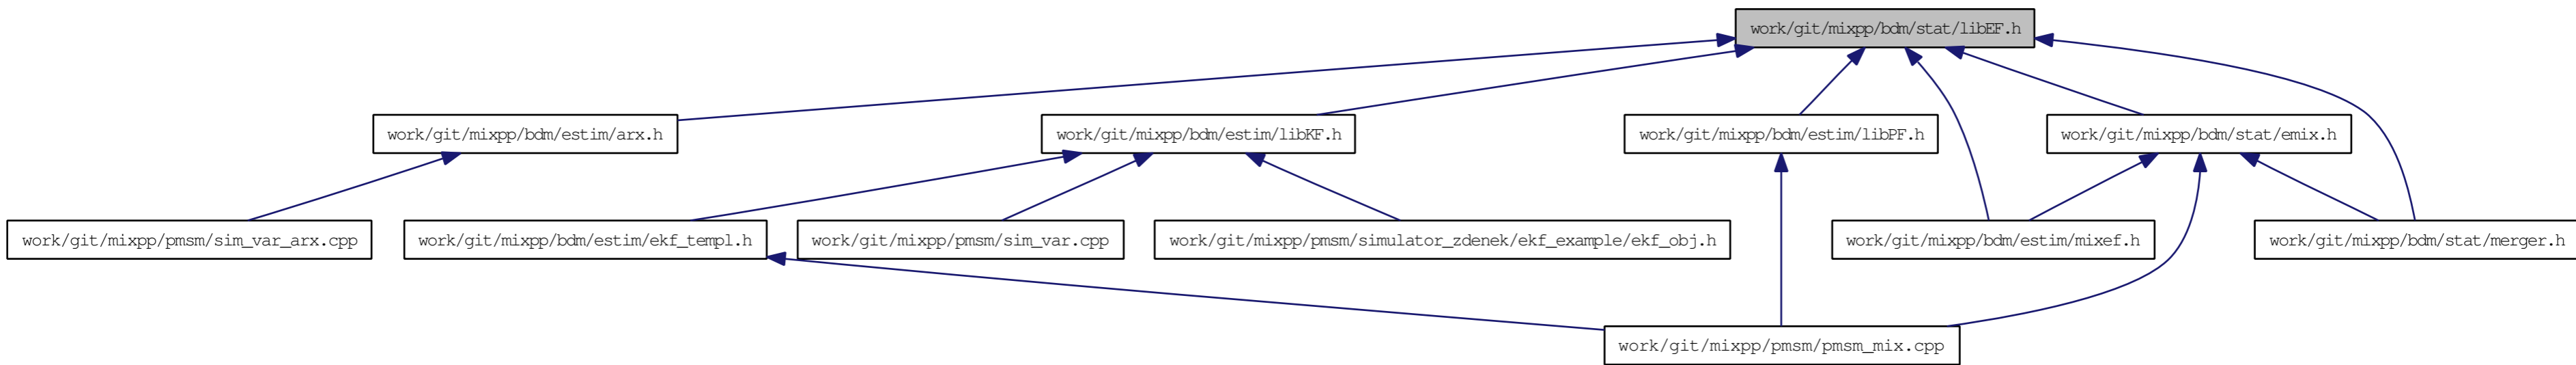 work/git/mixpp/bdm/stat/libEF.h
work/git/mixpp/bdm/estim/arx.h
work/git/mixpp/bdm/estim/libKF.h
work/git/mixpp/bdm/estim/libPF.h
work/git/mixpp/bdm/stat/emix.h
work/git/mixpp/pmsm/sim_var_arx.cpp
work/git/mixpp/bdm/estim/ekf_templ.h
work/git/mixpp/pmsm/sim_var.cpp
work/git/mixpp/pmsm/simulator_zdenek/ekf_example/ekf_obj.h
work/git/mixpp/bdm/estim/mixef.h
work/git/mixpp/bdm/stat/merger.h
work/git/mixpp/pmsm/pmsm_mix.cpp